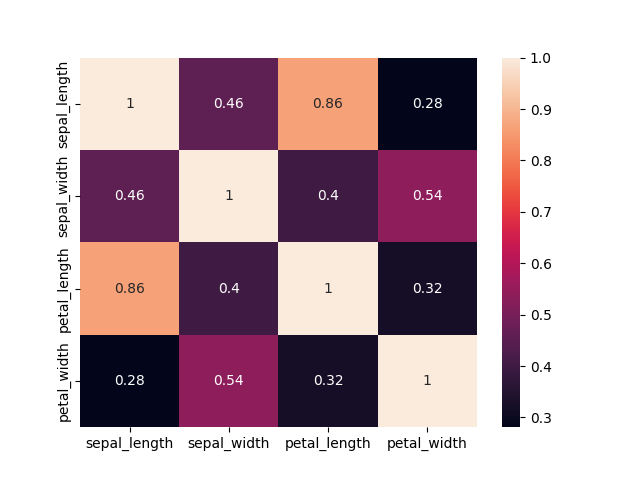 sepal_length 1 0.46 0.86 0.28
sepal_width 0.46 1 0.4 0.54
petal_length 0.86 0.4 1 0.32
petal_width 0.28 0.54 0.32 1
sepal_length sepal_width petal_length petal_width
1.0
0.9
0.8
0.7
0.6
0.5
0.4
0.3